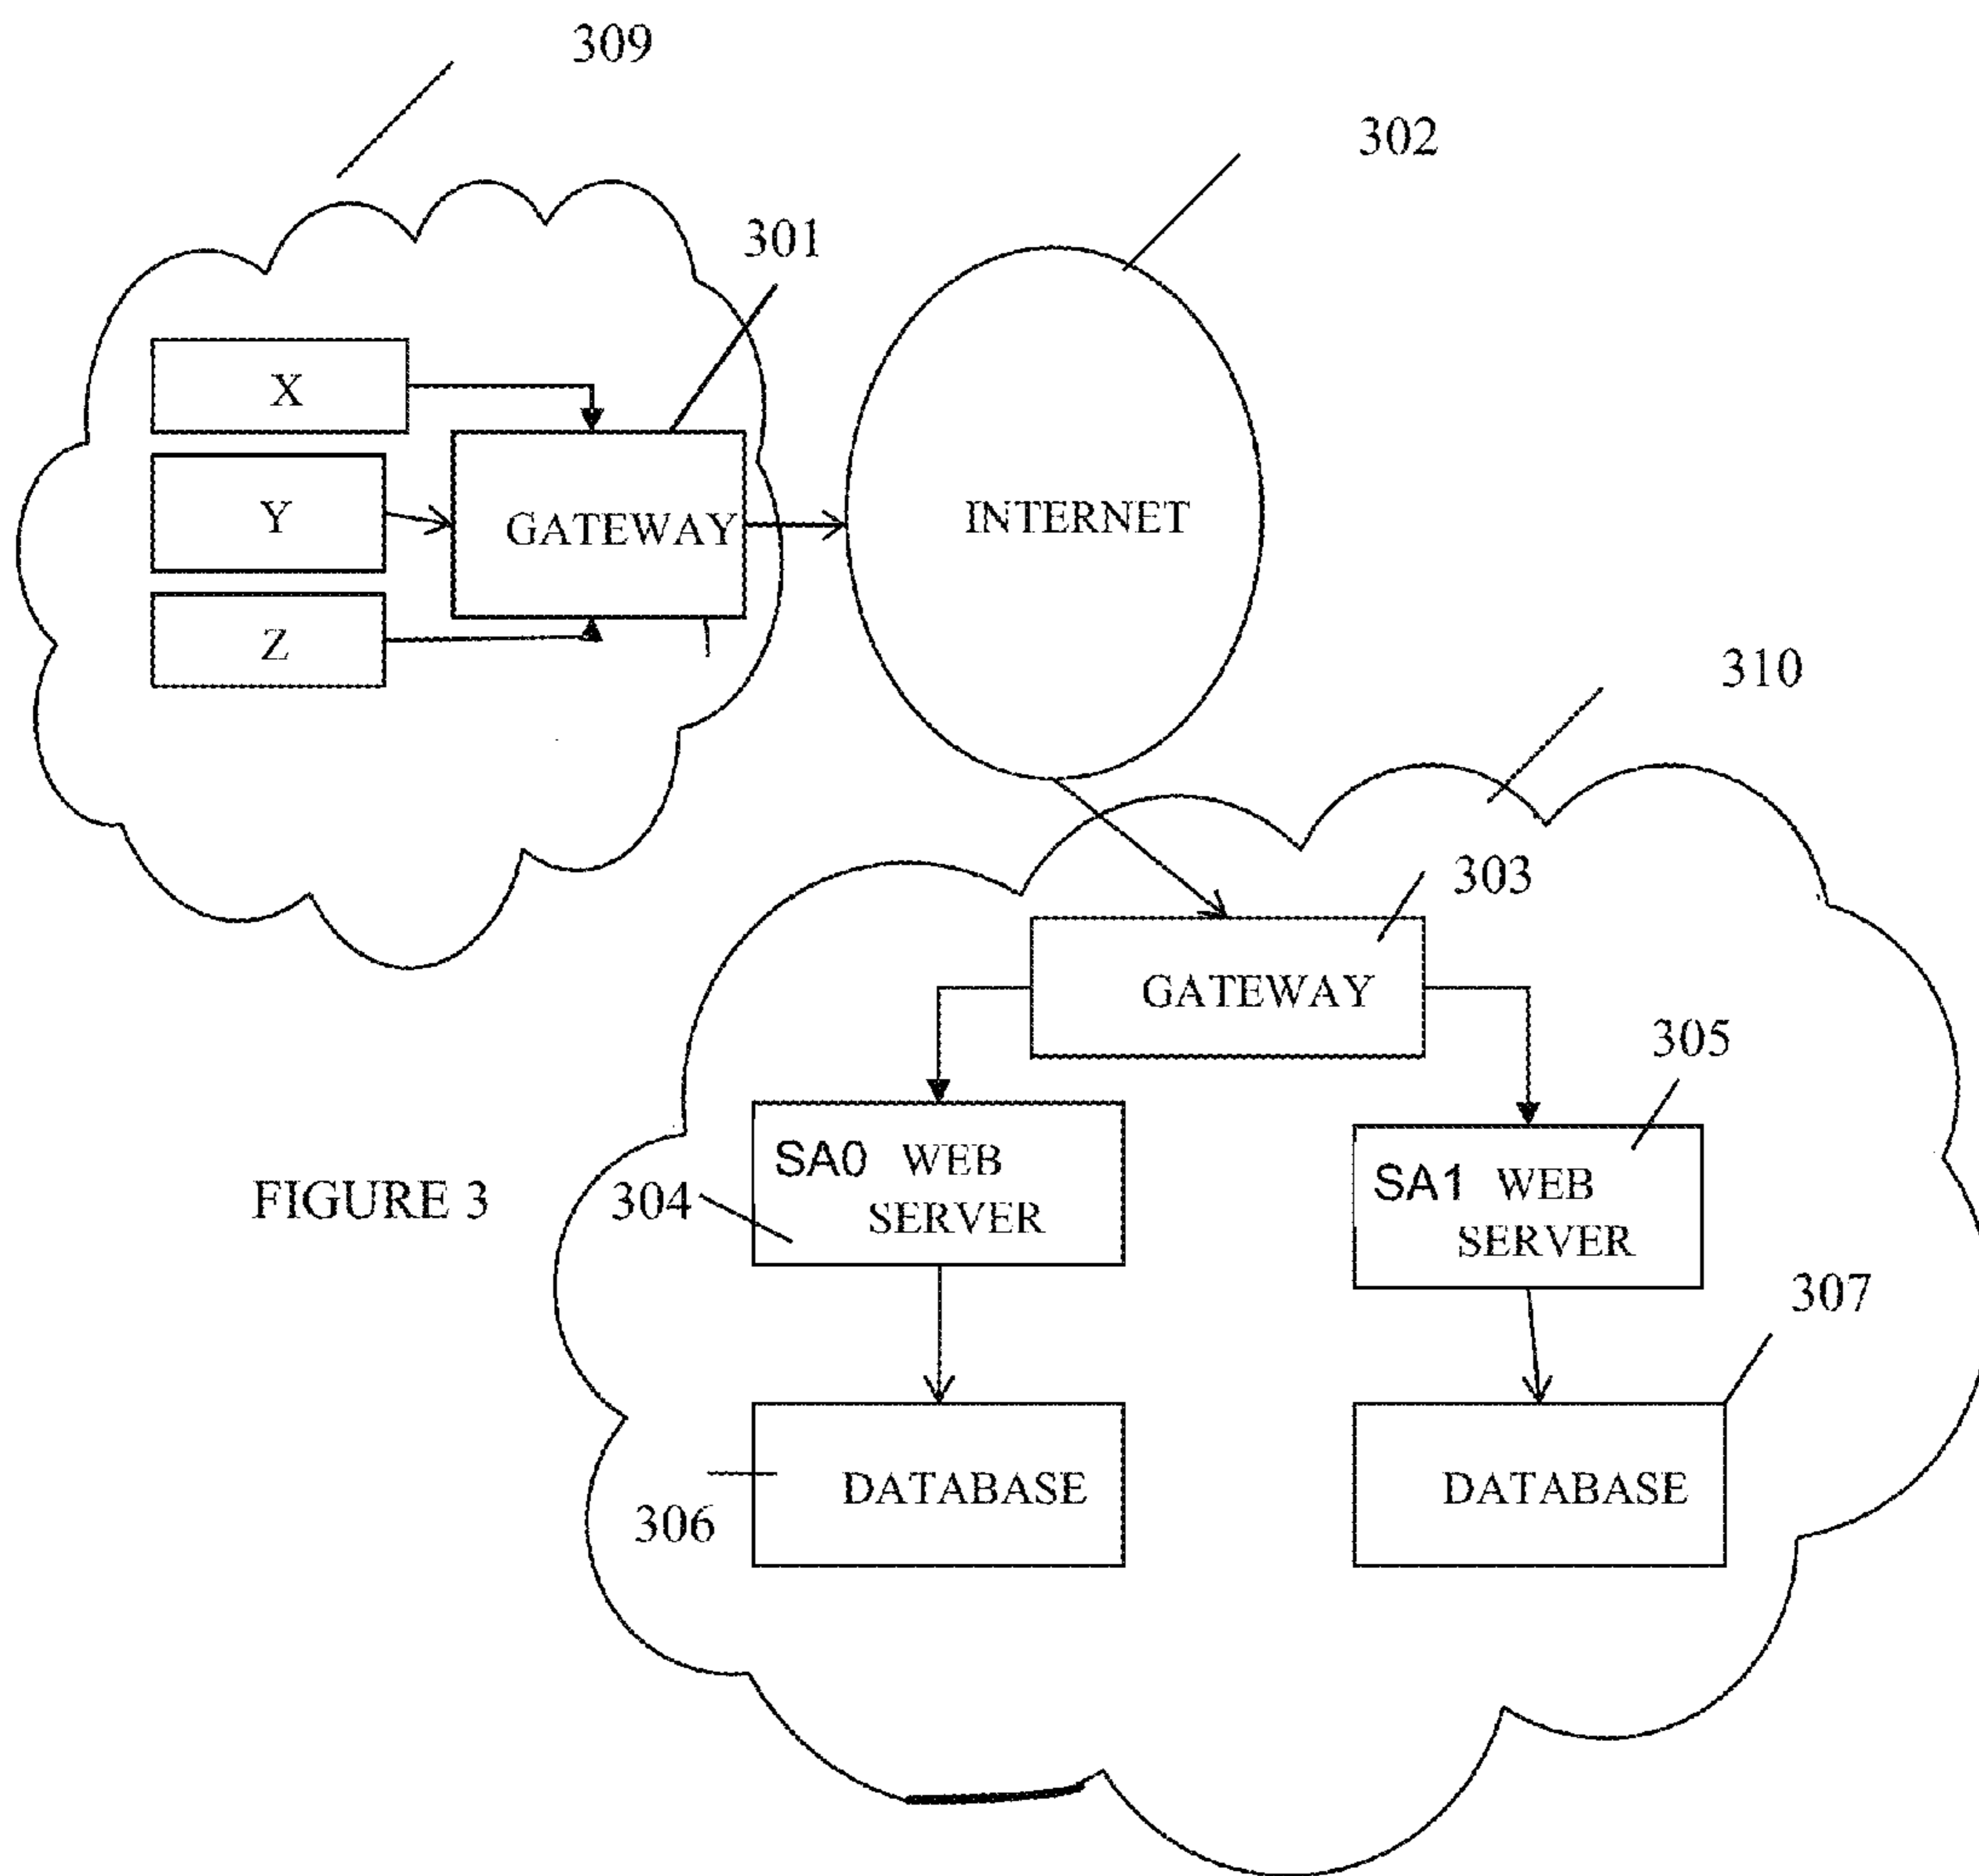 309
302
301
X
Y
GATEWAY
INTERNET
Z
310
303
GATEWAY
305
SA0 WEB
SERVER
SA1 WEB
SERVER
FIGURE 3
304
307
DATABASE
DATABASE
306